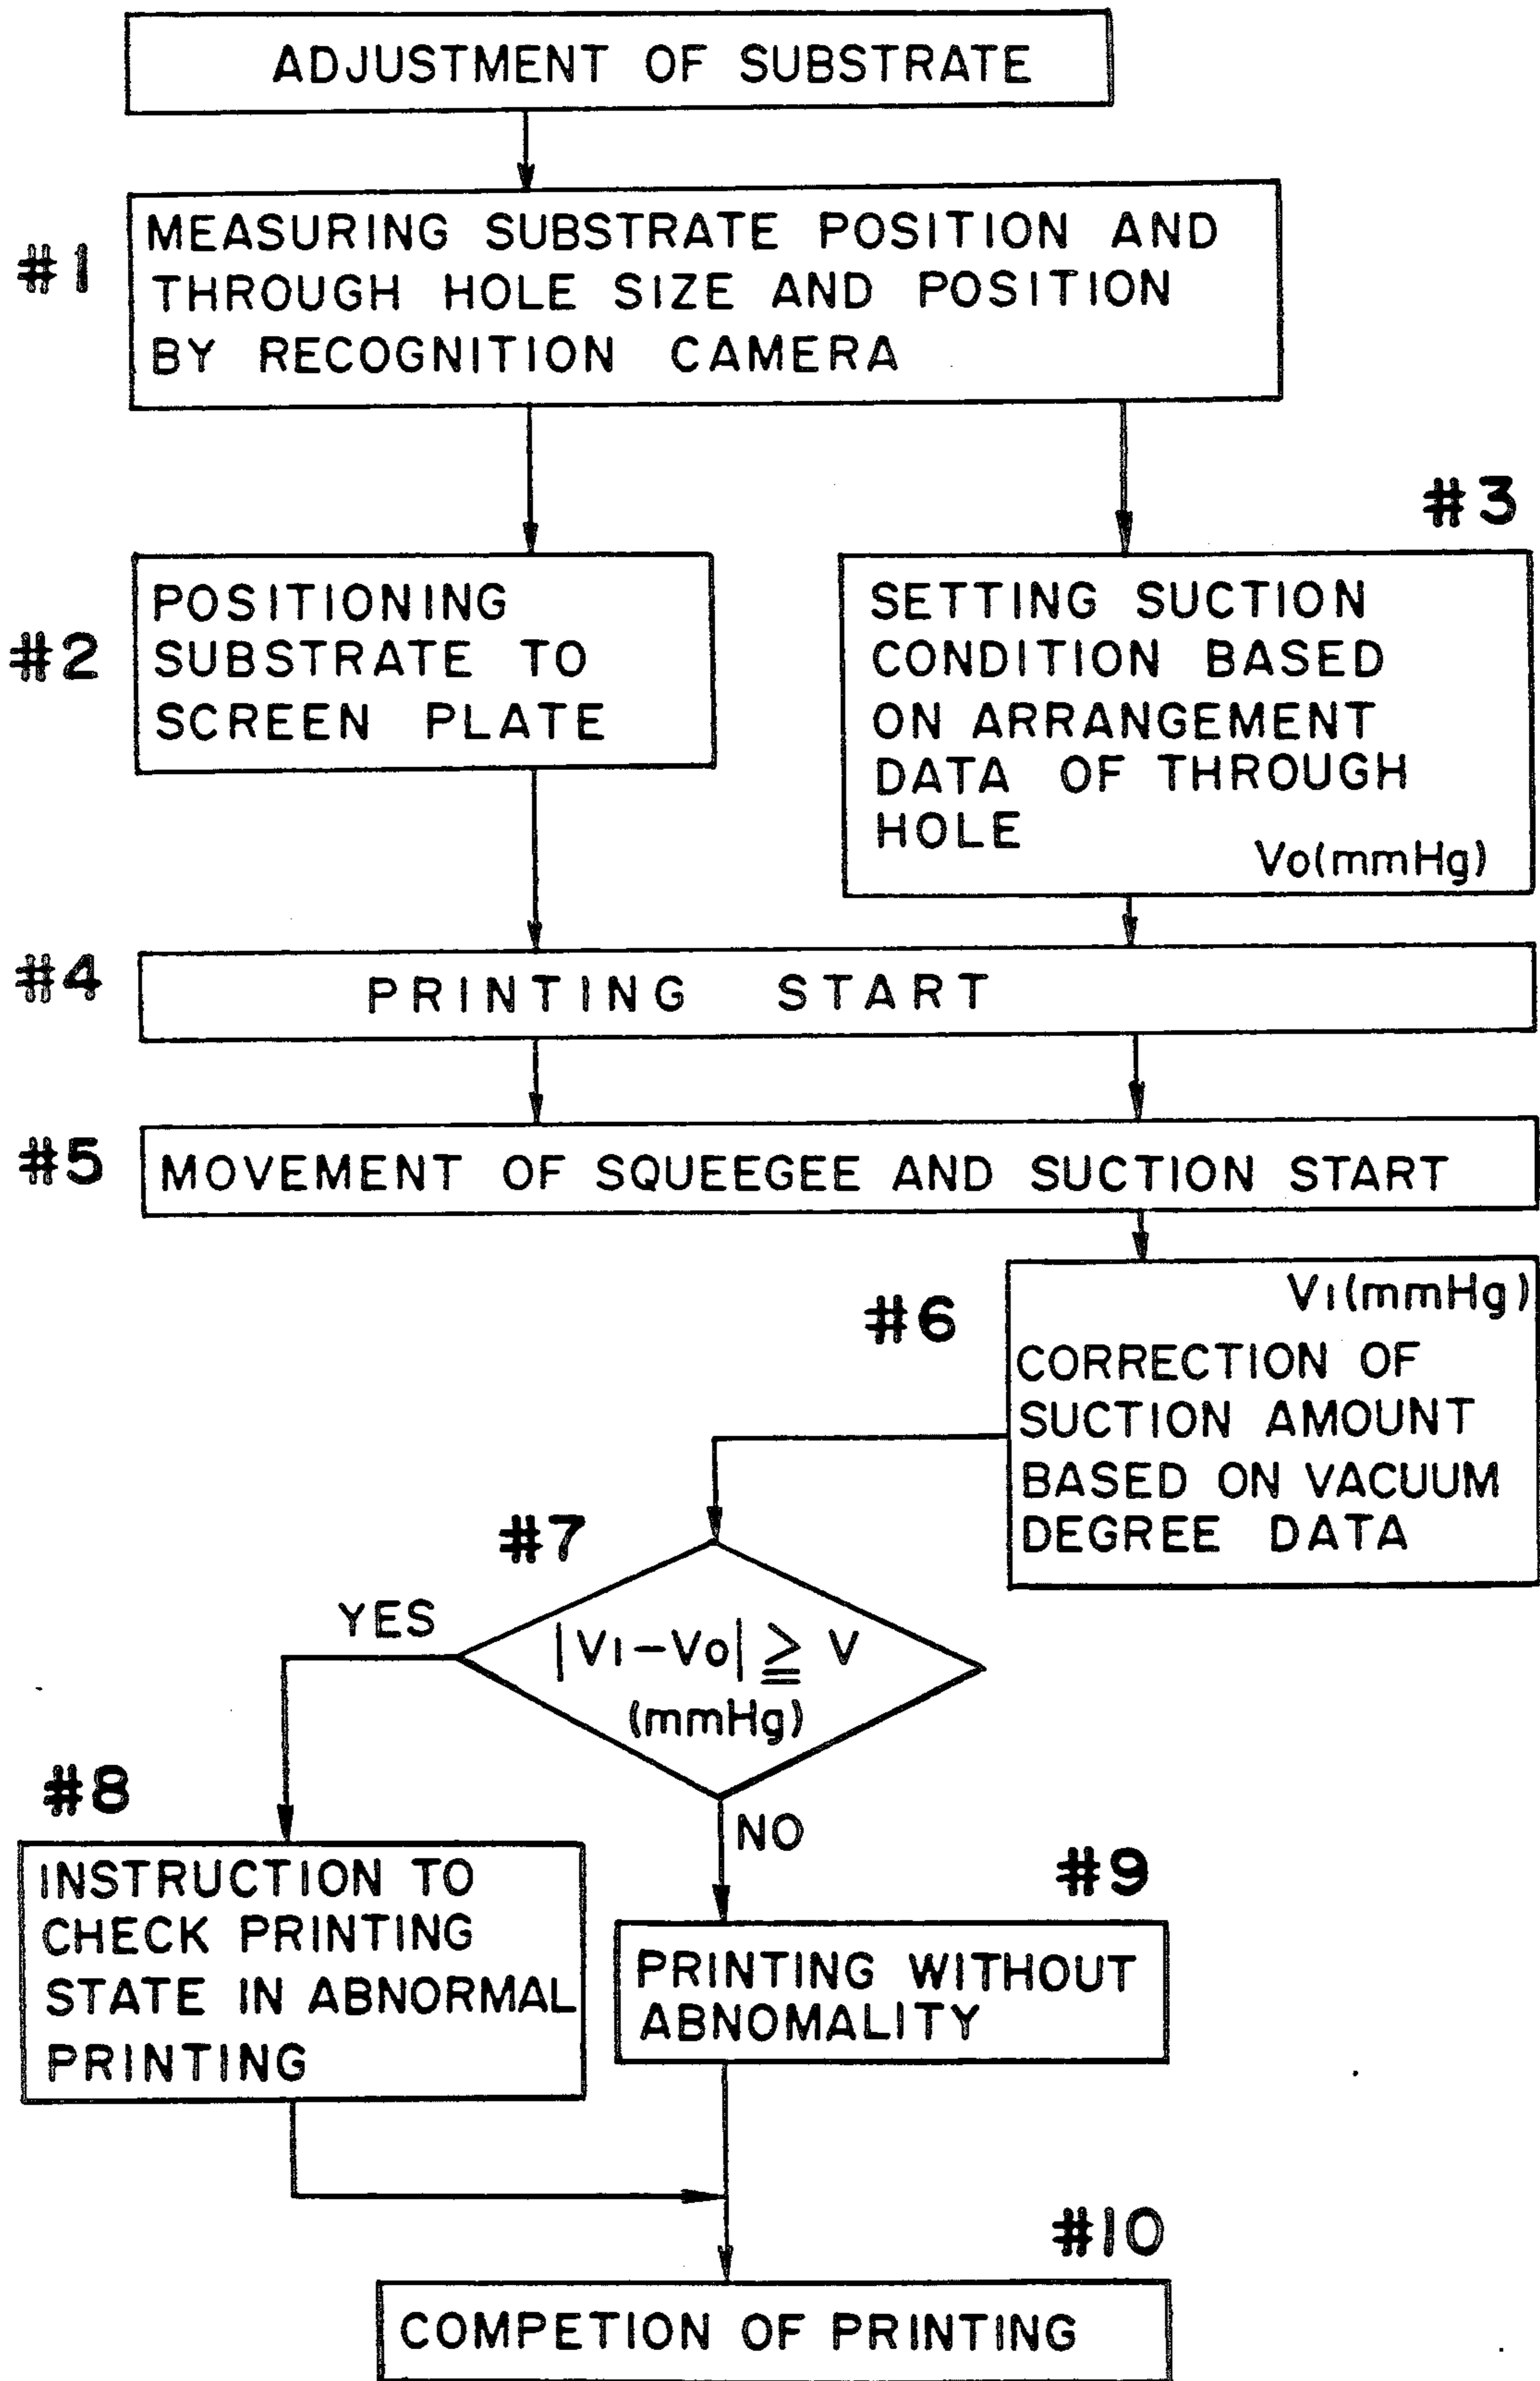 ADJUSTMENT OF SUBSTRATE
#1
MEASURING SUBSTRATE POSITION AND
THROUGH HOLE SIZE AND POSITION
BY RECOGNITION CAMERA
#2
POSITIONING
SUBSTRATE TO
SCREEN PLATE
#3
SETTING SUCTION
CONDITION BASED
ON ARRANGEMENT
DATA OF THROUGH
HOLE
Vo(mmHg)
#4
PRINTING START
#5
MOVEMENT OF SQUEEGEE AND SUCTION START
#6
V1(mmHg)
CORRECTION OF
SUCTION AMOUNT
BASED ON VACUUM
DEGREE DATA
#7
|V1-Vo| ≧ V
(mmHg)
YES
NO
#8
INSTRUCTION TO
CHECK PRINTING
STATE IN ABNORMAL
PRINTING
#9
PRINTING WITHOUT
ABNOMALITY
#10
COMPETION OF PRINTING